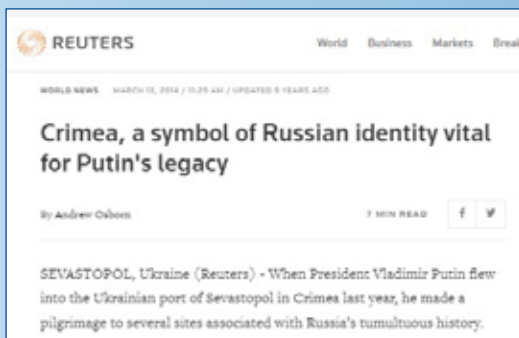 REUTERS
World Business Markets Break
WORLD NEWS MARCH 13, 2014 / 11:29 AM / UPDATED 9 YEARS AGO
Crimea, a symbol of Russian identity vital
for Putin's legacy
By Andrew Osborn
7 MIN READ
SEVASTOPOL, Ukraine (Reuters) - When President Vladimir Putin flew
into the Ukrainian port of Sevastopol in Crimea last year, he made a
pilgrimage to several sites associated with Russia's tumultuous history.